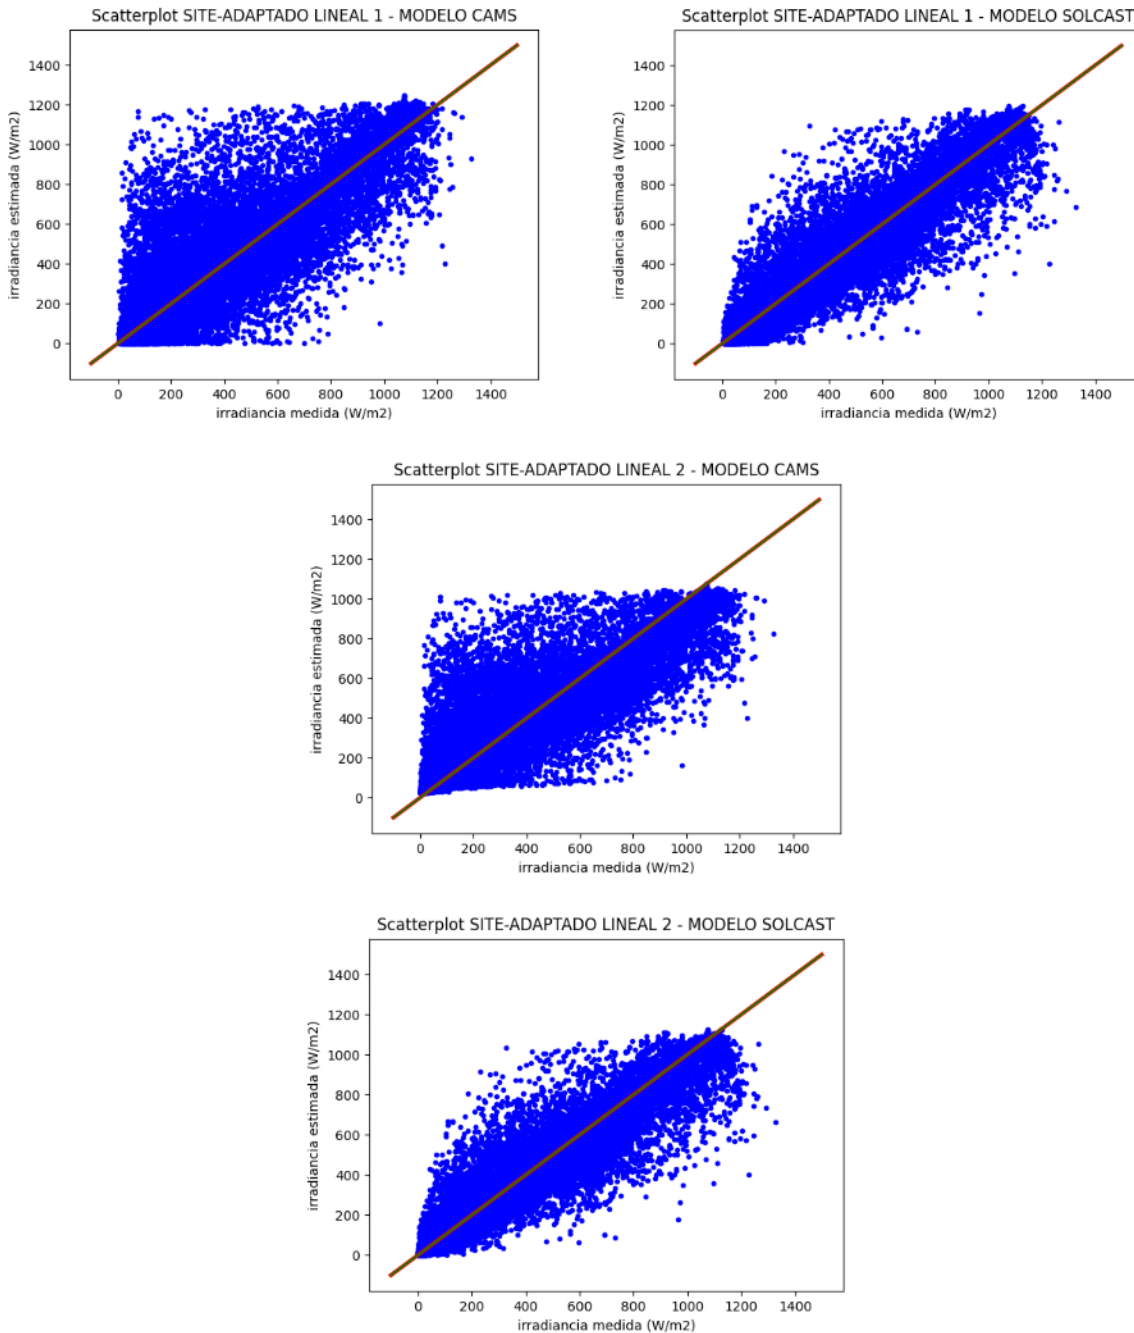 Scatterplot SITE-ADAPTADO LINEAL 1 - MODELO CAMS
irradiancia estimada (W/m2)
1400
1200
1000
800
600
400
200
0
0 200 400 600 800 1000 1200 1400
irradiancia medida (W/m2)
Scatterplot SITE-ADAPTADO LINEAL 1 - MODELO SOLCAST
irradiancia estimada (W/m2)
1400
1200
1000
800
600
400
200
0
0 200 400 600 800 1000 1200 1400
irradiancia medida (W/m2)
Scatterplot SITE-ADAPTADO LINEAL 2 - MODELO CAMS
irradiancia estimada (W/m2)
1400
1200
1000
800
600
400
200
0
0 200 400 600 800 1000 1200 1400
irradiancia medida (W/m2)
Scatterplot SITE-ADAPTADO LINEAL 2 - MODELO SOLCAST
irradiancia estimada (W/m2)
1400
1200
1000
800
600
400
200
0
0 200 400 600 800 1000 1200 1400
irradiancia medida (W/m2)